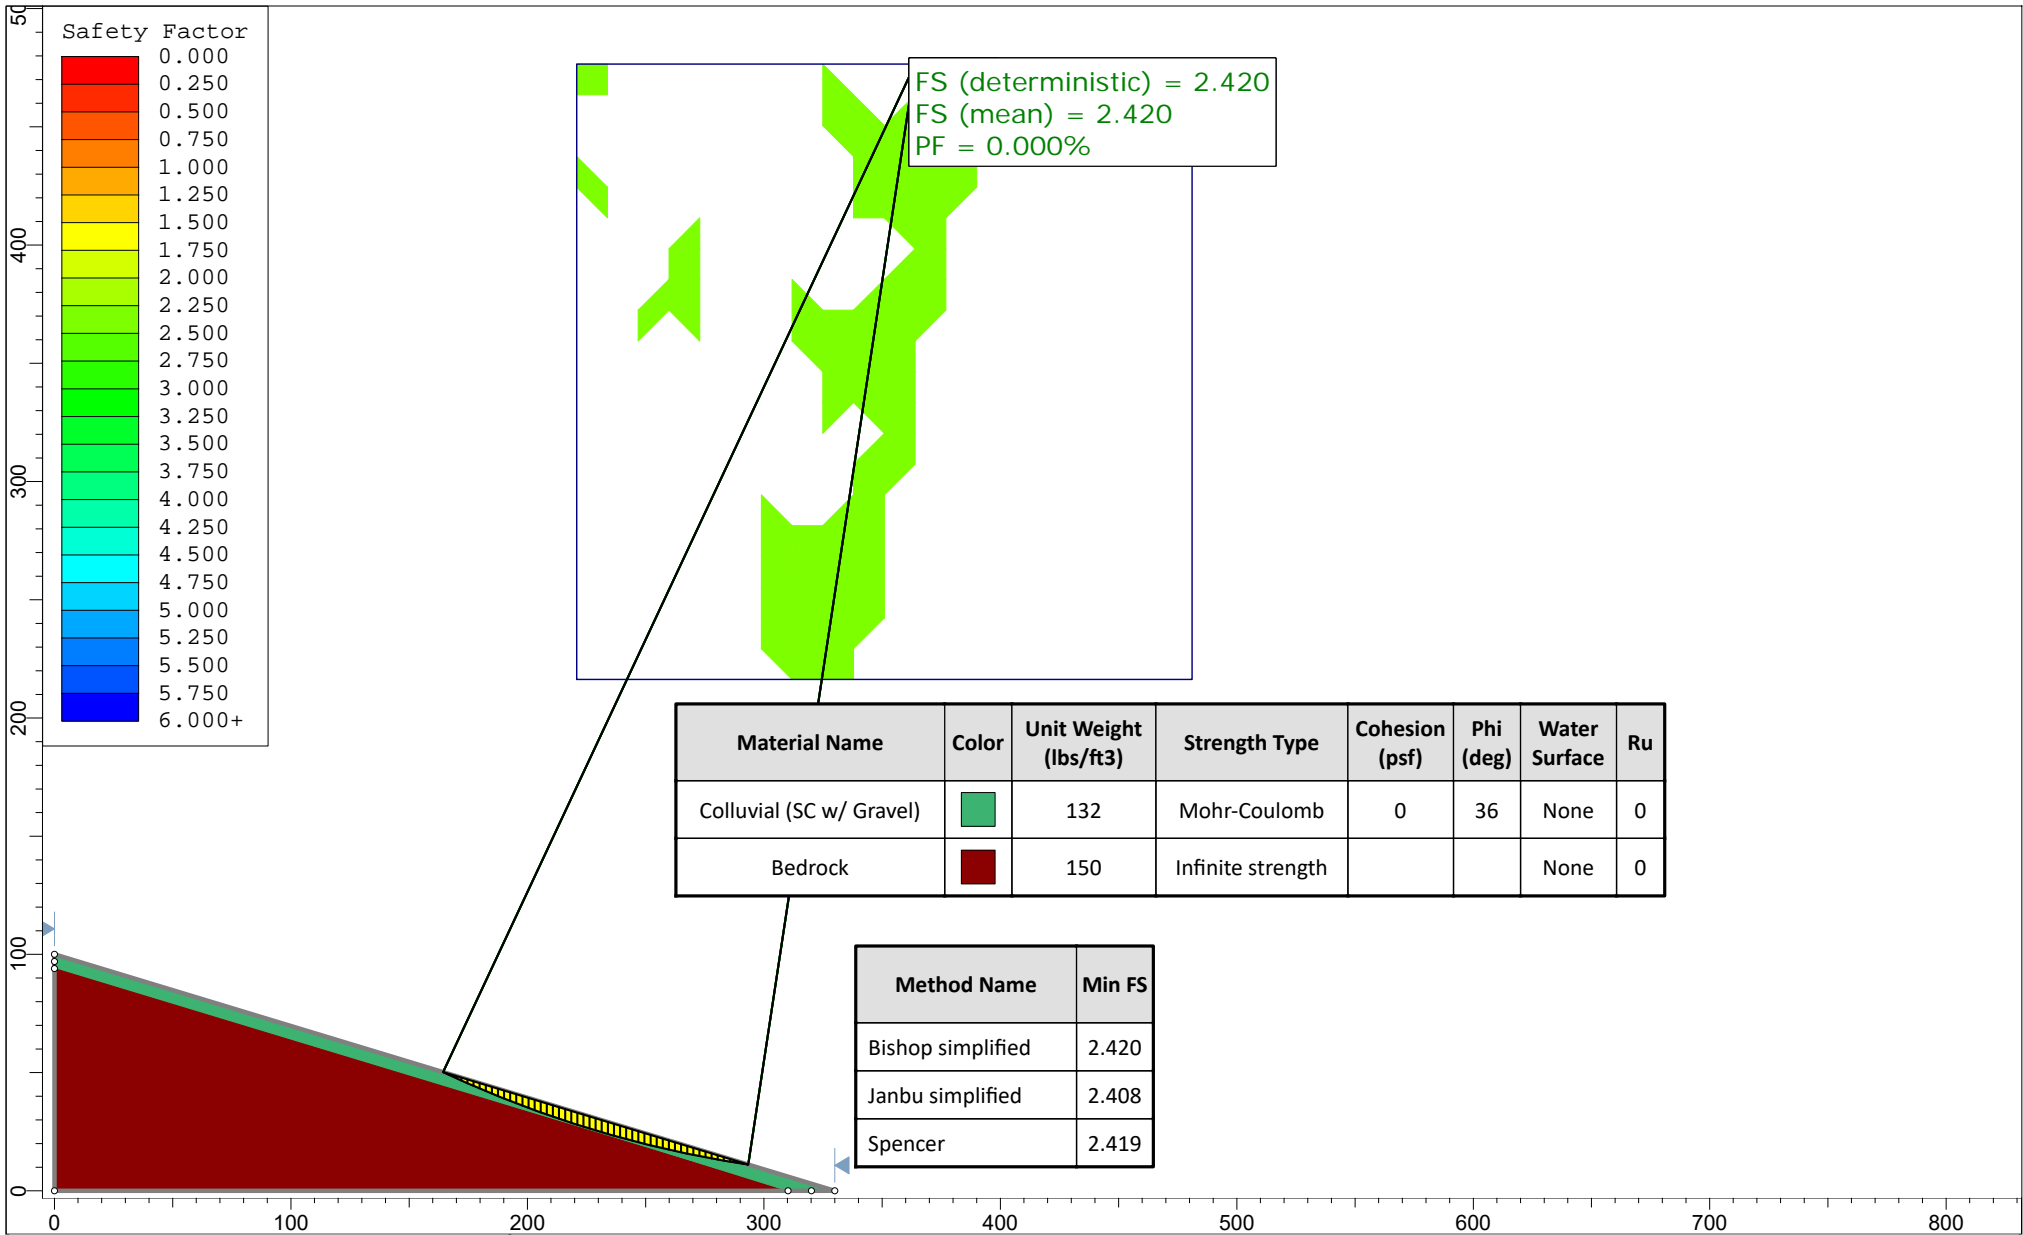 Safety Factor
0.000
0.250
0.500
0.750
1.000
1.250
1.500
1.750
2.000
2.250
2.500
2.750
3.000
3.250
3.500
3.750
4.000
4.250
4.500
4.750
5.000
5.250
5.500
5.750
6.000+
FS (deterministic) = 2.420
FS (mean) = 2.420
PF = 0.000%
Material Name Color Unit Weight (lbs/ft3) Strength Type Cohesion (psf) Phi (deg) Water Surface Ru
Colluvial (SC w/ Gravel) 132 Mohr-Coulomb 0 36 None 0
Bedrock 150 Infinite strength None 0
Method Name Min FS
Bishop simplified 2.420
Janbu simplified 2.408
Spencer 2.419
400
300
200
100
0
0 100 200 300 400 500 600 700 800